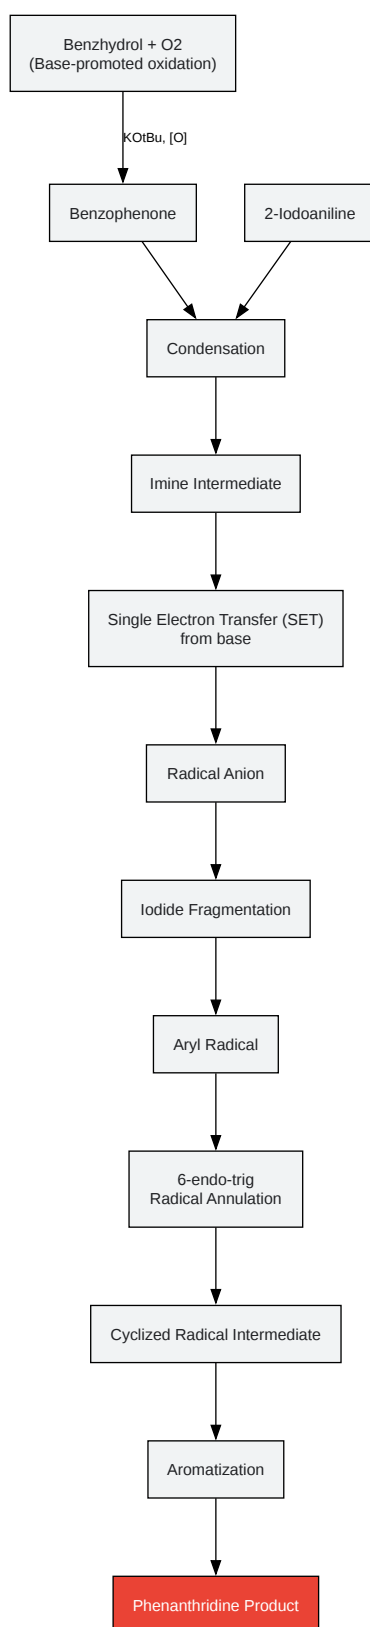 Benzhydrol + O2
(Base-promoted oxidation)
KOtBu, [O]
Benzophenone
2-Iodoaniline
Condensation
Imine Intermediate
Single Electron Transfer (SET)
from base
Radical Anion
Iodide Fragmentation
Aryl Radical
6-endo-trig
Radical Annulation
Cyclized Radical Intermediate
Aromatization
Phenanthridine Product